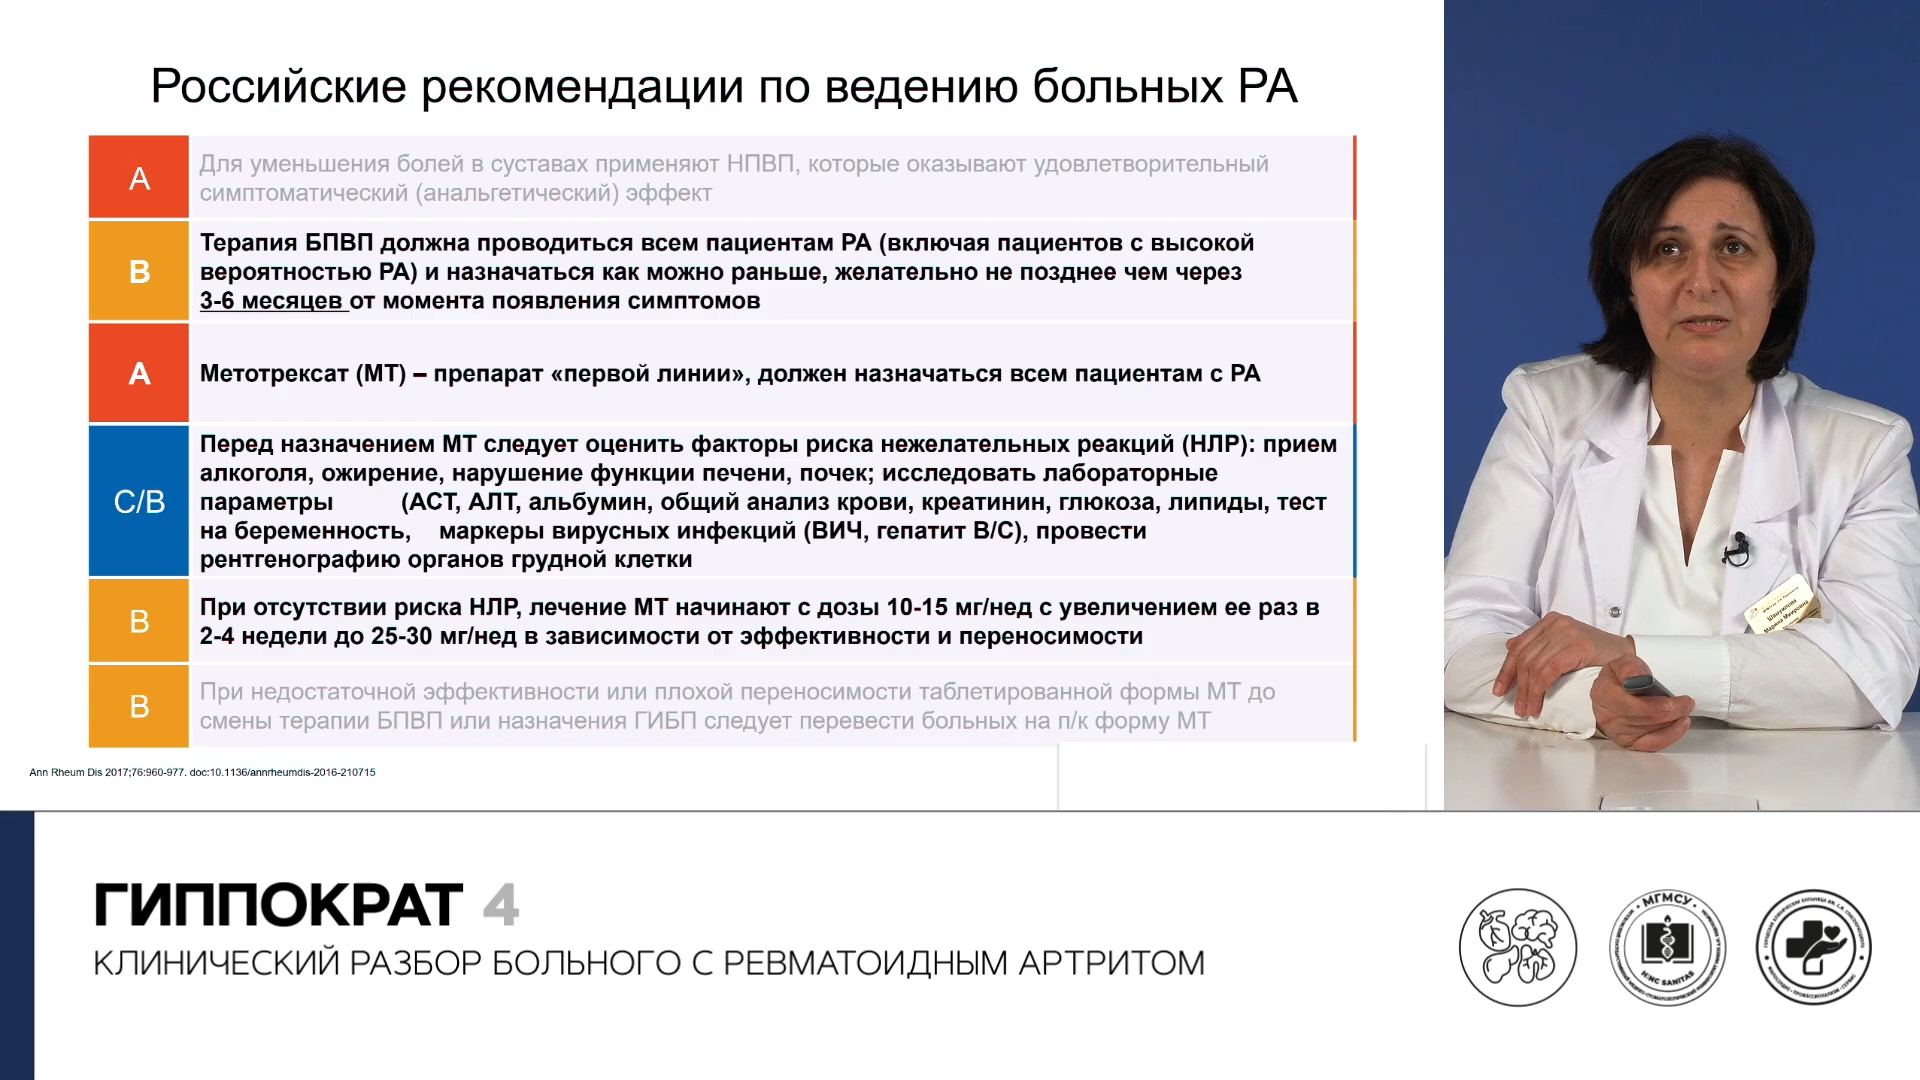 Российские рекомендации по ведению больных РА
A
Для уменьшения болей в суставах применяют НПВП, которые оказывают удовлетворительный
симптоматический (анальгетический) эффект
B
Терапия БПВП должна проводиться всем пациентам РА (включая пациентов с высокой
вероятностью РА) и назначаться как можно раньше, желательно не позднее чем через
3-6 месяцев от момента появления симптомов
A
Метотрексат (МТ) – препарат «первой линии», должен назначаться всем пациентам с РА
C/B
Перед назначением МТ следует оценить факторы риска нежелательных реакций (НЛР): прием
алкоголя, ожирение, нарушение функции печени, почек; исследовать лабораторные
параметры (АСТ, АЛТ, альбумин, общий анализ крови, креатинин, глюкоза, липиды, тест
на беременность, маркеры вирусных инфекций (ВИЧ, гепатит В/С), провести
рентгенографию органов грудной клетки
B
При отсутствии риска НЛР, лечение МТ начинают с дозы 10-15 мг/нед с увеличением ее раз в
2-4 недели до 25-30 мг/нед в зависимости от эффективности и переносимости
B
При недостаточной эффективности или плохой переносимости таблетированной формы МТ до
смены терапии БПВП или назначения ГИБП следует перевести больных на п/к форму МТ
Ann Rheum Dis 2017;76:960-977. doc:10.1136/annrheumdis-2016-210715
ГИППОКРАТ 4
КЛИНИЧЕСКИЙ РАЗБОР БОЛЬНОГО С РЕВМАТОИДНЫМ АРТРИТОМ
МГМСУ
HINC SANITAS